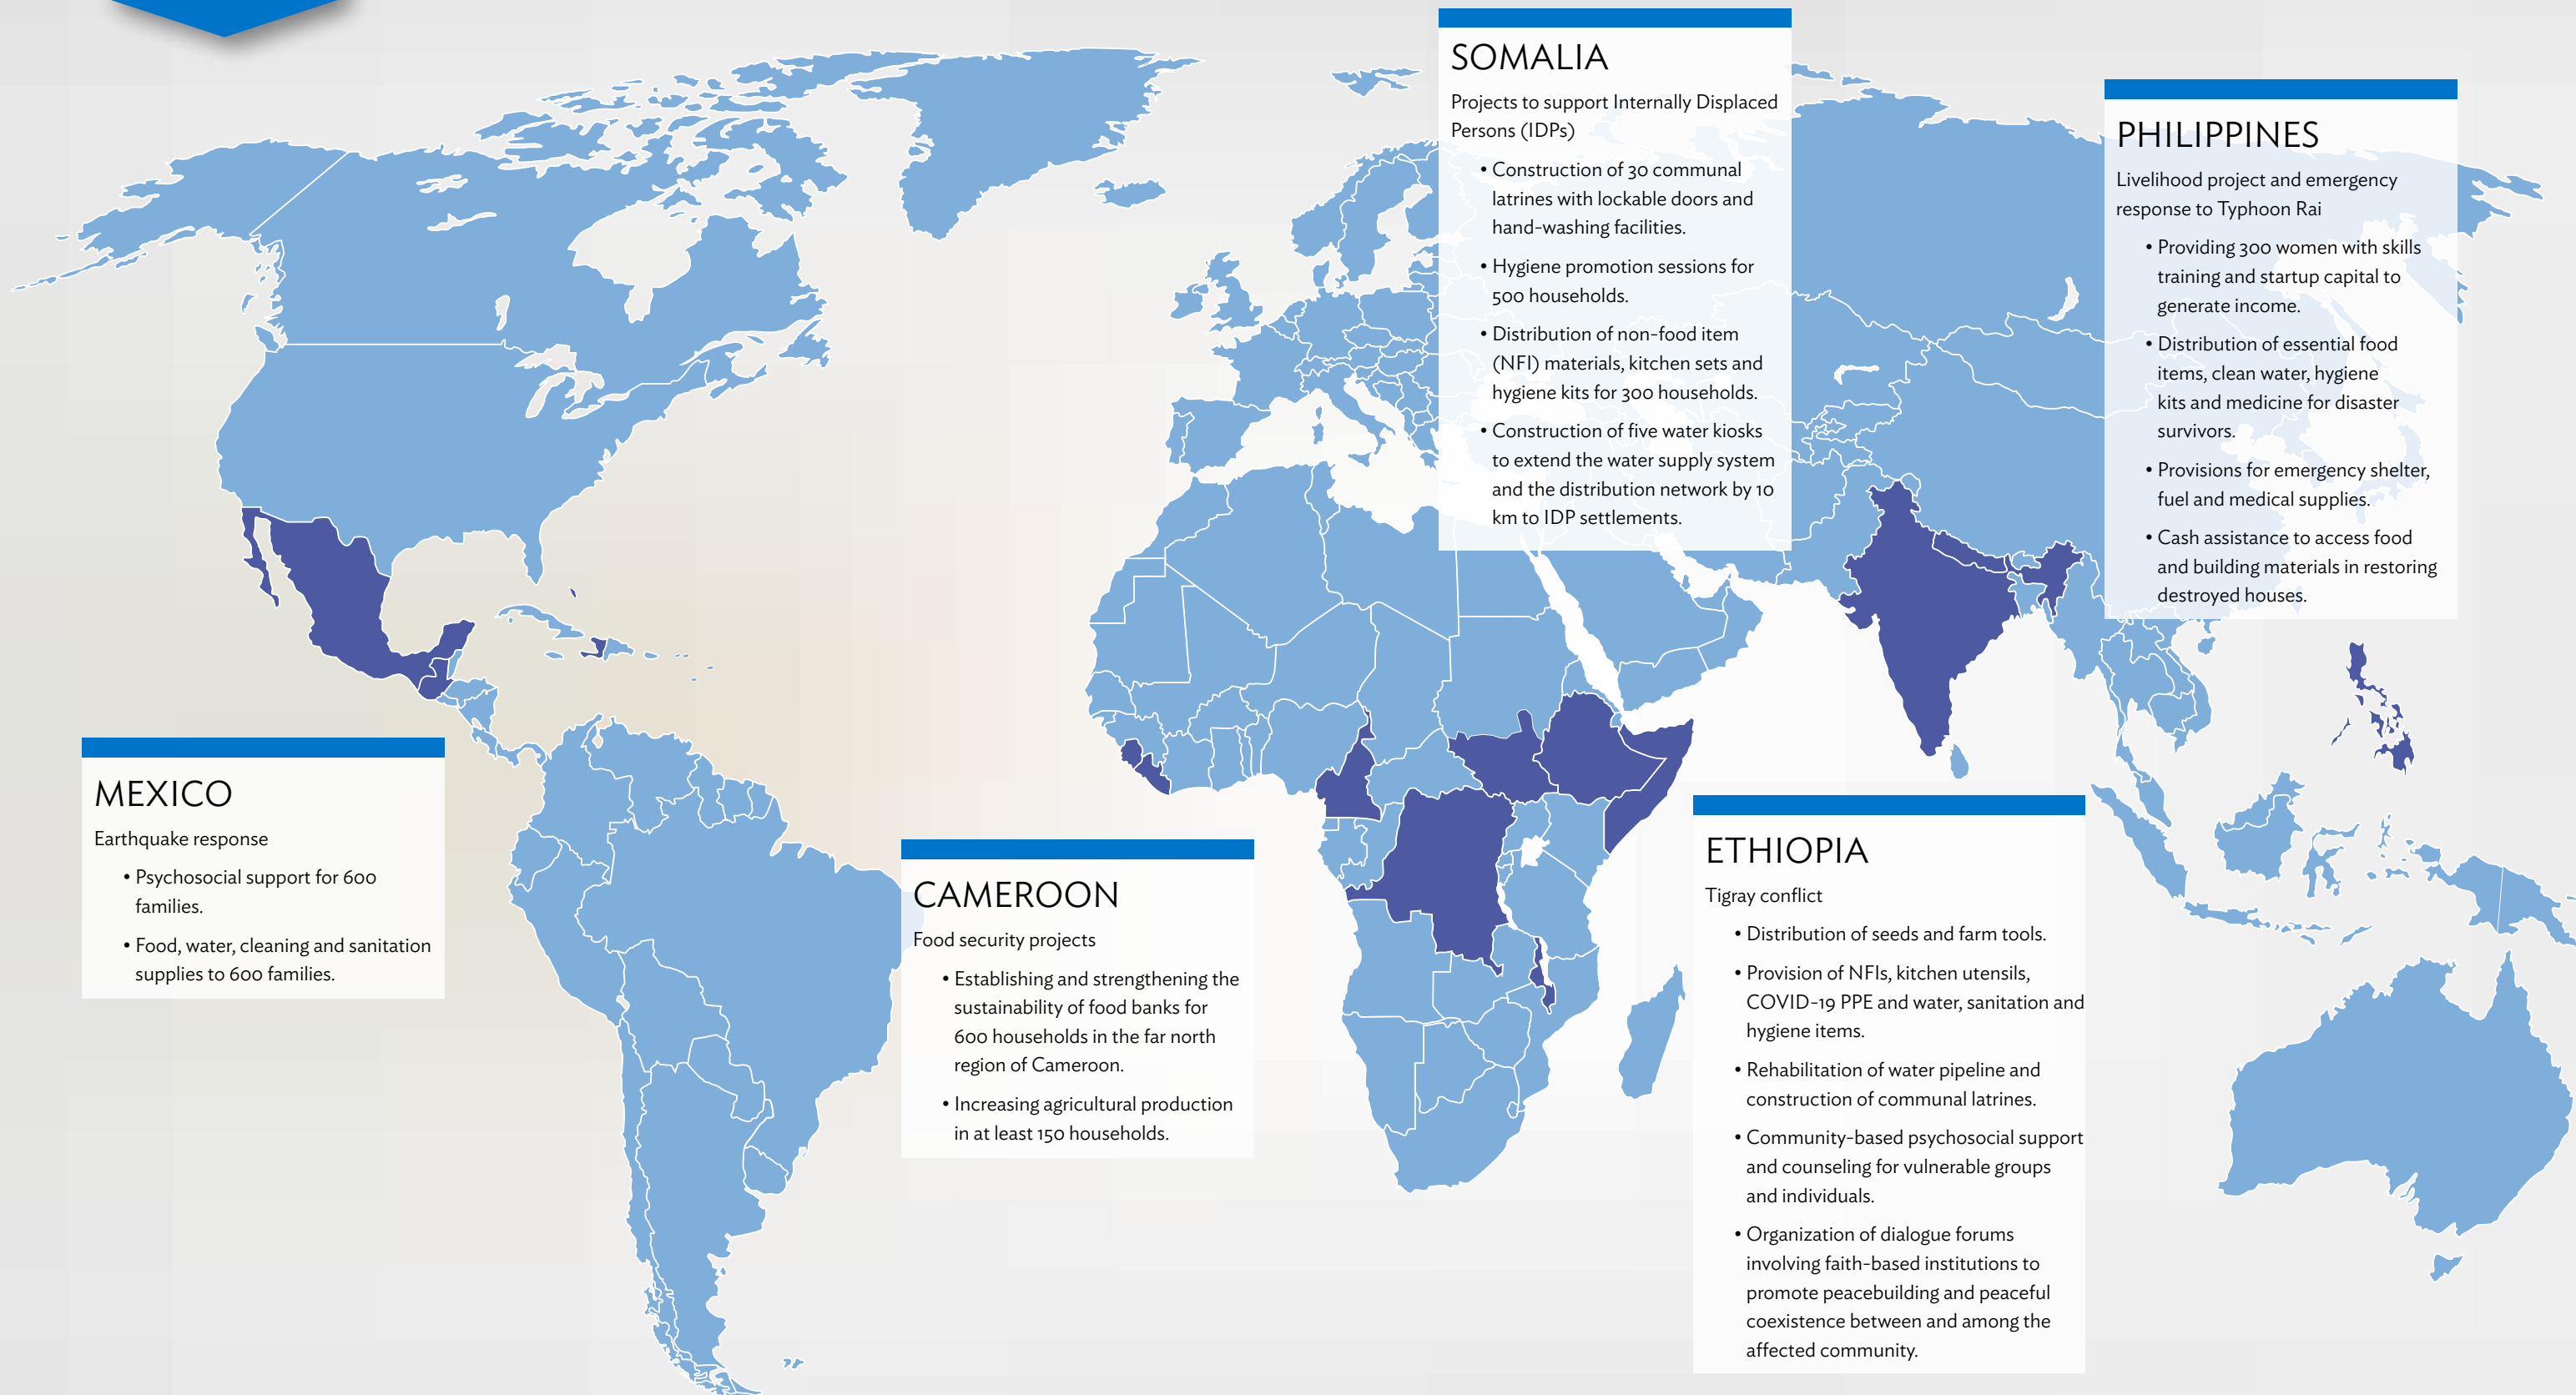 SOMALIA
Projects to support Internally Displaced
Persons (IDPs)
• Construction of 30 communal
latrines with lockable doors and
hand-washing facilities.
• Hygiene promotion sessions for
500 households.
• Distribution of non-food item
(NFI) materials, kitchen sets and
hygiene kits for 300 households.
• Construction of five water kiosks
to extend the water supply system
and the distribution network by 10
km to IDP settlements.
PHILIPPINES
Livelihood project and emergency
response to Typhoon Rai
• Providing 300 women with skills
training and startup capital to
generate income.
• Distribution of essential food
items, clean water, hygiene
kits and medicine for disaster
survivors.
• Provisions for emergency shelter,
fuel and medical supplies.
• Cash assistance to access food
and building materials in restoring
destroyed houses.
MEXICO
Earthquake response
• Psychosocial support for 600
families.
• Food, water, cleaning and sanitation
supplies to 600 families.
CAMEROON
Food security projects
• Establishing and strengthening the
sustainability of food banks for
600 households in the far north
region of Cameroon.
• Increasing agricultural production
in at least 150 households.
ETHIOPIA
Tigray conflict
• Distribution of seeds and farm tools.
• Provision of NFIs, kitchen utensils,
COVID-19 PPE and water, sanitation and
hygiene items.
• Rehabilitation of water pipeline and
construction of communal latrines.
• Community-based psychosocial support
and counseling for vulnerable groups
and individuals.
• Organization of dialogue forums
involving faith-based institutions to
promote peacebuilding and peaceful
coexistence between and among the
affected community.